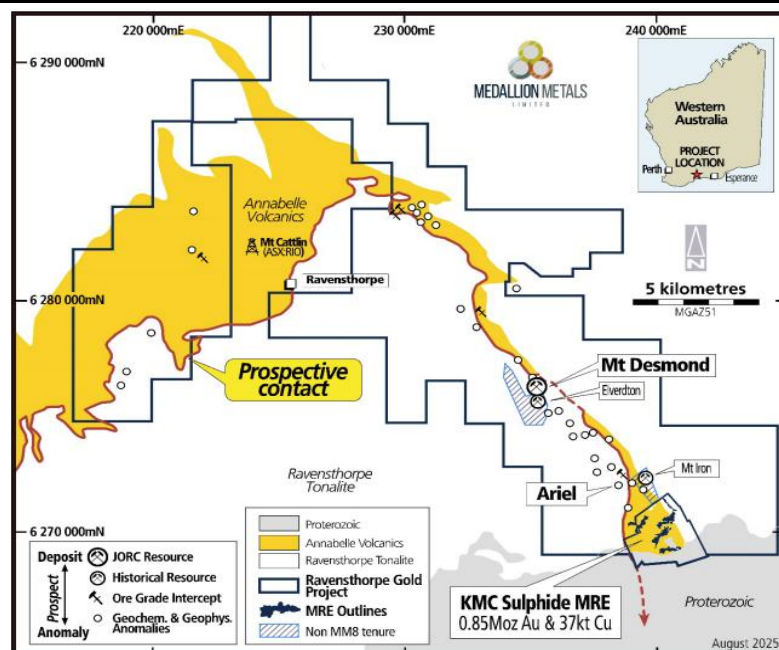 220 000mE
230 000mE
240 000mE
6 290 000mN
MEDALLION METALS
LIMITED
Western
Australia
PROJECT
LOCATION
Perth
Esperance
Annabelle
Volcanics
Mt Cattlin
(ASX:RIO)
Ravensthorpe
6 280 000mN
5 kilometres
MGAZ51
Prospective
contact
Mt Desmond
Elverdton
Ravensthorpe
Tonalite
Ariel
Mt Iron
6 270 000mN
Proterozoic
Annabelle Volcanics
Ravensthorpe Tonalite
Ravensthorpe Gold
Project
MRE Outlines
Non MM8 tenure
Deposit
Prospect
Anomaly
JORC Resource
Historical Resource
Ore Grade Intercept
Geochem. & Geophys.
Anomalies
KMC Sulphide MRE
0.85Moz Au & 37kt Cu
Proterozoic
August 2025